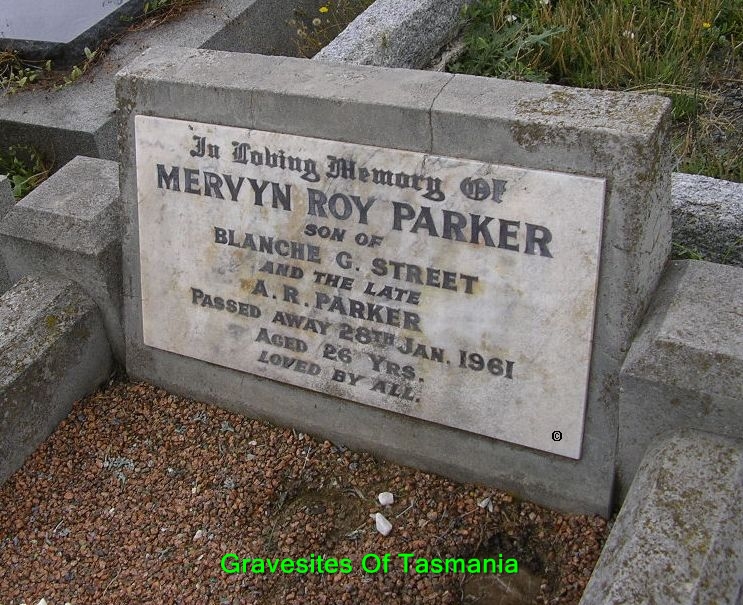 In Loving Memory Of
MERVYN ROY PARKER
SON OF
BLANCHE G. STREET
AND THE LATE
A. R. PARKER
PASSED AWAY 28TH JAN. 1961
AGED 26 YRS.
LOVED BY ALL.
©
Gravesites Of Tasmania